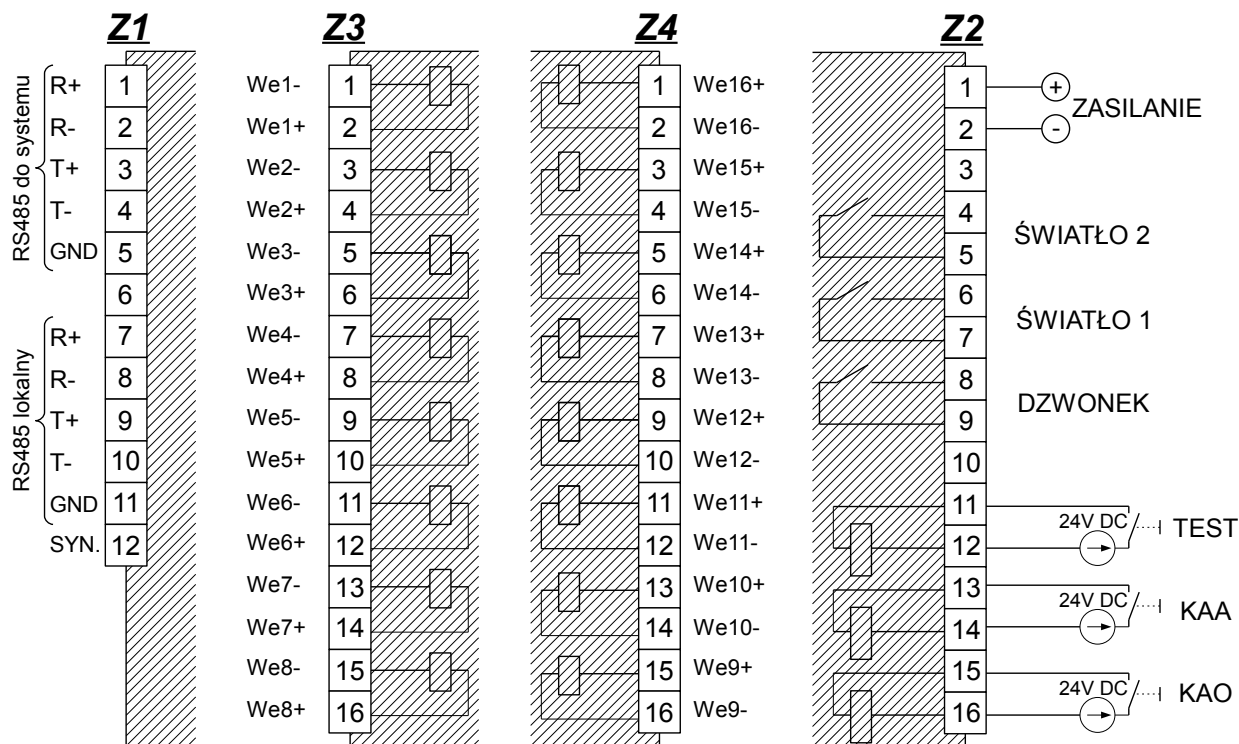 Z1
RS485 do systemu
R+ 1
R- 2
T+ 3
T- 4
GND 5
6
RS485 lokalny
R+ 7
R- 8
T+ 9
T- 10
GND 11
SYN. 12
Z3
We1- 1
We1+ 2
We2- 3
We2+ 4
We3- 5
We3+ 6
We4- 7
We4+ 8
We5- 9
We5+ 10
We6- 11
We6+ 12
We7- 13
We7+ 14
We8- 15
We8+ 16
Z4
1 We16+
2 We16-
3 We15+
4 We15-
5 We14+
6 We14-
7 We13+
8 We13-
9 We12+
10 We12-
11 We11+
12 We11-
13 We10+
14 We10-
15 We9+
16 We9-
Z2
1 +
ZASILANIE
2 -
3
4
ŚWIATŁO 2
5
6
ŚWIATŁO 1
7
8
DZWONEK
9
10
11
24V DC TEST
12
13
24V DC KAA
14
15
24V DC KAO
16